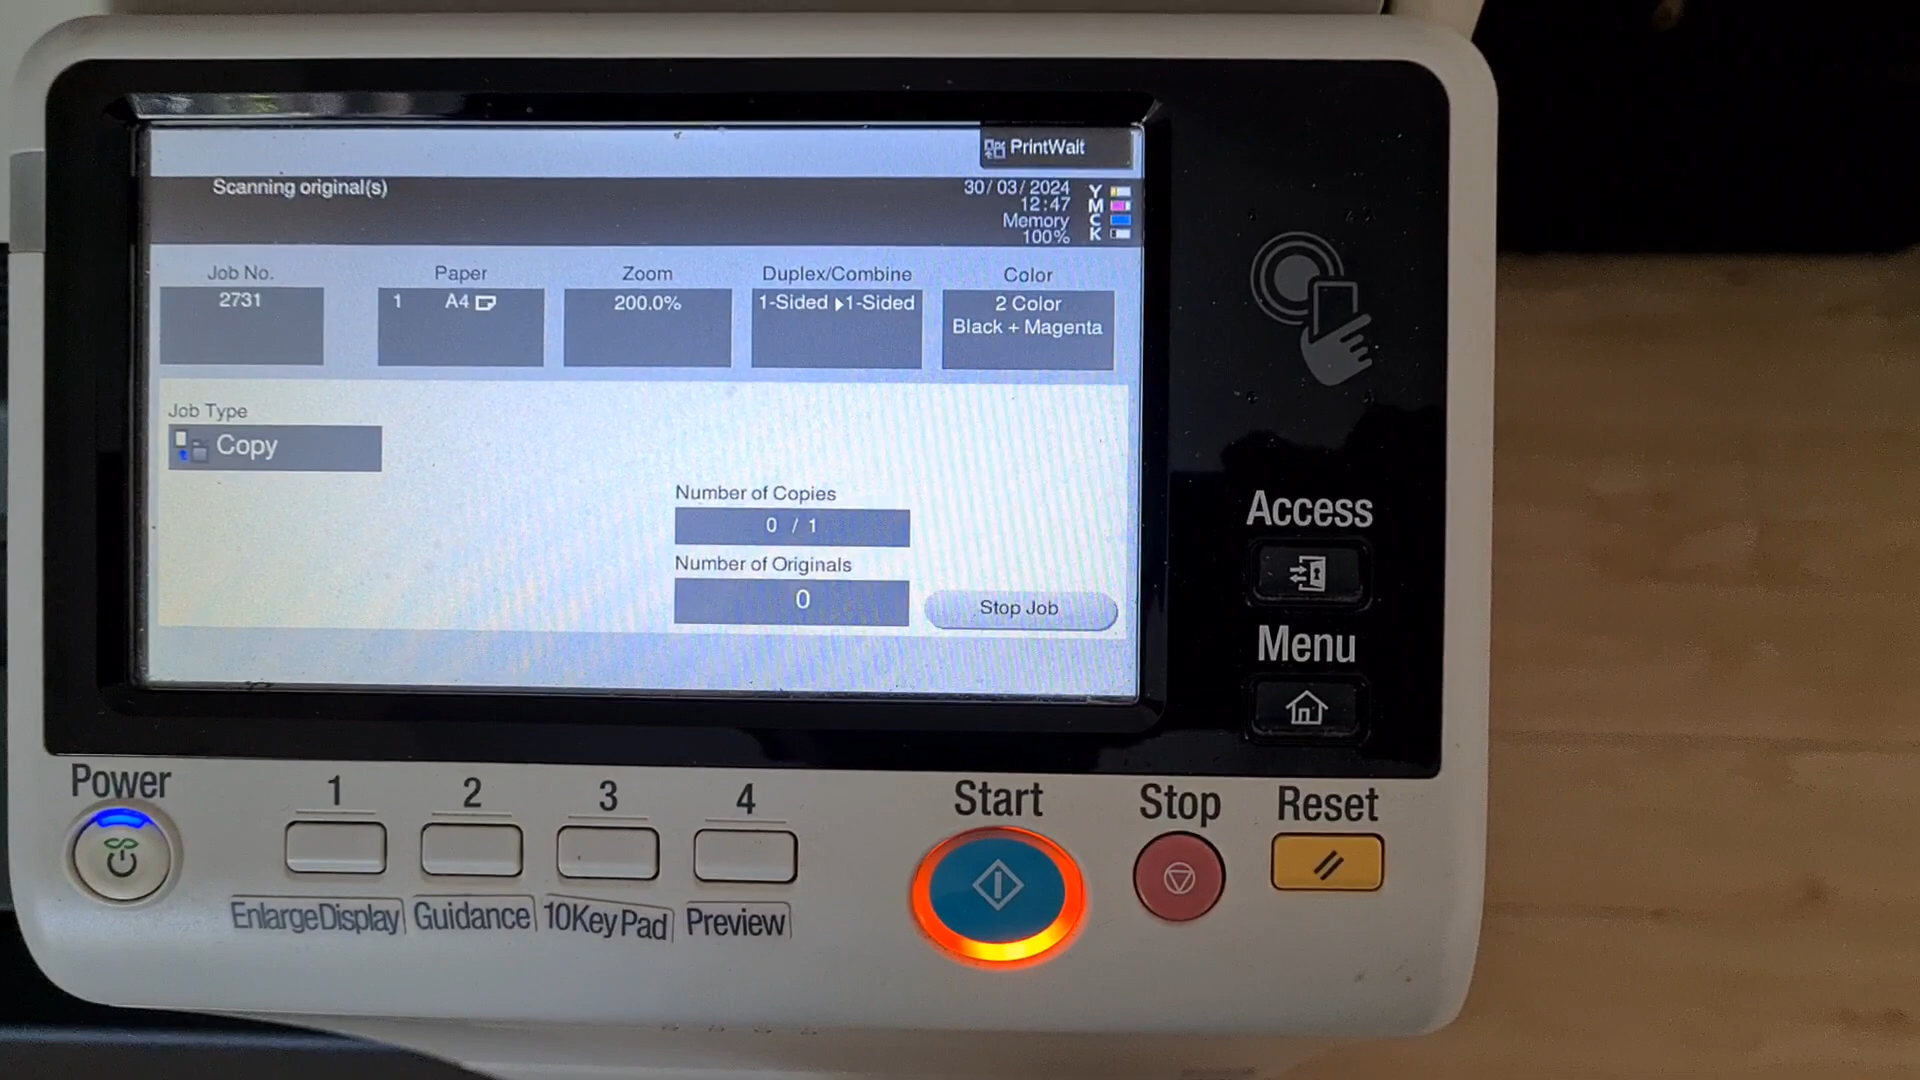 PrintWait
Scanning original(s)
30/03/2024
12:47
Memory
100%
Y
M
C
K
Job No.
2731
Paper
1 A4
Zoom
200.0%
Duplex/Combine
1-Sided ▶1-Sided
Color
2 Color
Black + Magenta
Job Type
Copy
Number of Copies
0 / 1
Number of Originals
0
Stop Job
Access
Menu
Power
1
2
3
4
Start
Stop
Reset
EnlargeDisplay
Guidance
10KeyPad
Preview